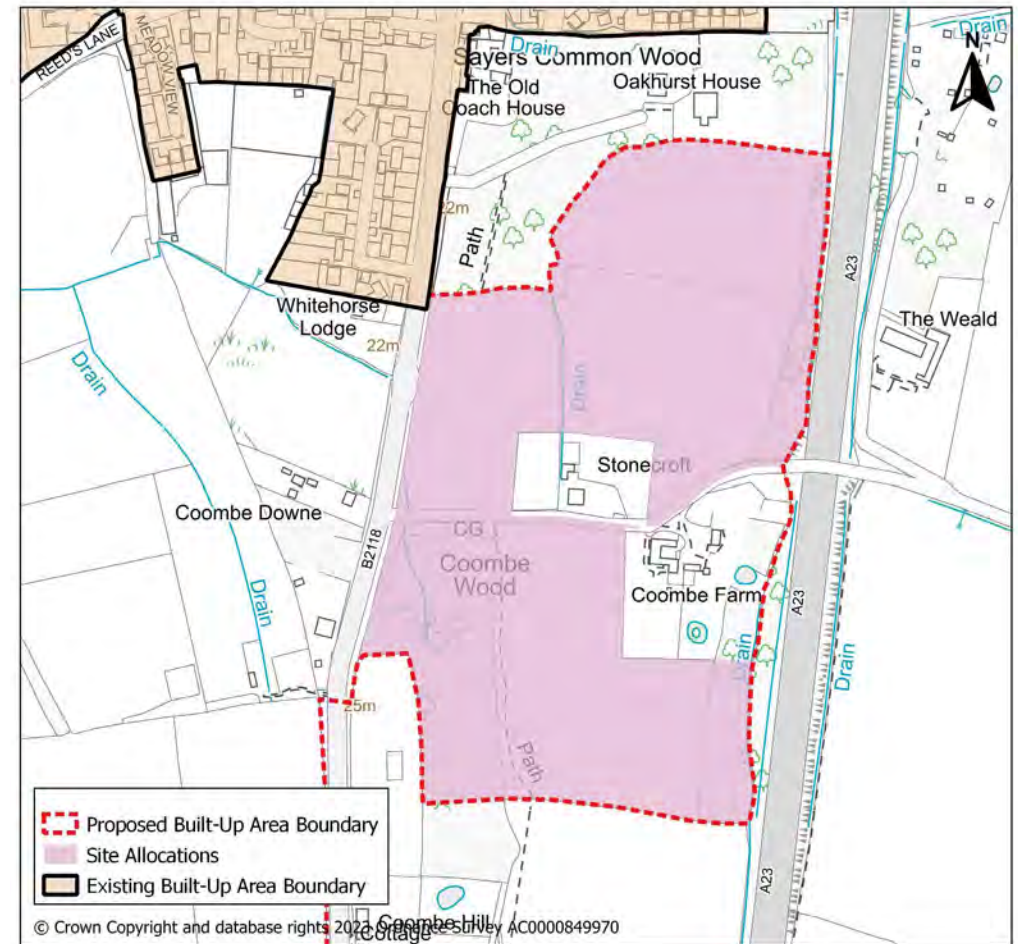 REED'S LANE
MEADOWVIEW
Drain
Sayers Common Wood
The Old
Coach House
Oakhurst House
Drain
N
22m
Path
A23
Whitehorse
Lodge
22m
The Weald
Drain
Drain
Stonecroft
Coombe Downe
B2118
CG
Coombe
Wood
Coombe Farm
A23
Drain
Drain
Drain
25m
Path
A23
Proposed Built-Up Area Boundary
Site Allocations
Existing Built-Up Area Boundary
Coombe Hill
Cottage
© Crown Copyright and database rights 2023 Ordnance Survey AC0000849970